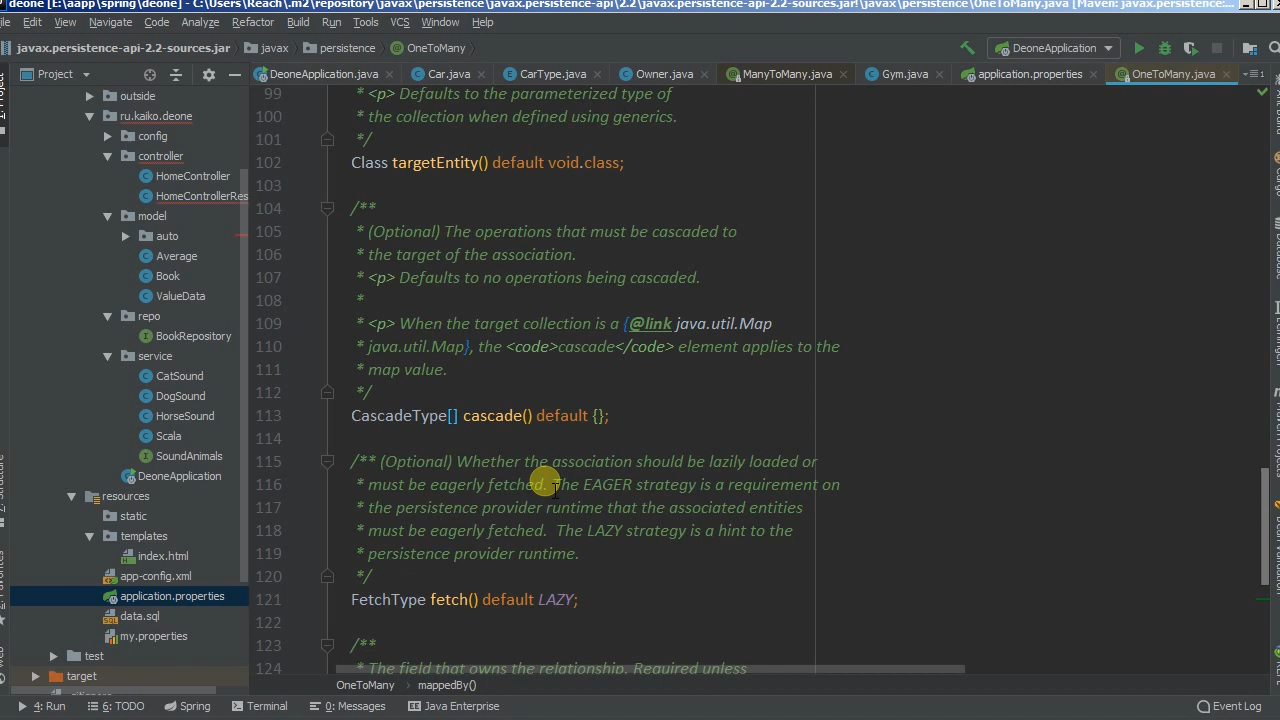 deone [E:\aapp\spring\deone] - C:\Users\Reach\.m2\repository\javax\persistence\javax.persistence-api\2.2\javax.persistence-api-2.2-sources.jar!\javax\persistence\OneToMany.java [Maven: javax.persistence:...
File Edit View Navigate Code Analyze Refactor Build Run Tools VCS Window Help
javax.persistence-api-2.2-sources.jar javax persistence OneToMany
DeoneApplication
Project
DeoneApplication.java Car.java CarType.java Owner.java ManyToMany.java Gym.java application.properties OneToMany.java
outside
ru.kaiko.deone
config
controller
HomeController
HomeControllerRes
model
auto
Average
Book
ValueData
repo
BookRepository
service
CatSound
DogSound
HorseSound
Scala
SoundAnimals
DeoneApplication
resources
static
templates
index.html
app-config.xml
application.properties
data.sql
my.properties
test
target
99 * <p> Defaults to the parameterized type of
100 * the collection when defined using generics.
101 */
102 Class targetEntity() default void.class;
103
104 /**
105 * (Optional) The operations that must be cascaded to
106 * the target of the association.
107 * <p> Defaults to no operations being cascaded.
108 *
109 * <p> When the target collection is a {@link java.util.Map
110 * java.util.Map}, the <code>cascade</code> element applies to the
111 * map value.
112 */
113 CascadeType[] cascade() default {};
114
115 /** (Optional) Whether the association should be lazily loaded or
116 * must be eagerly fetched. The EAGER strategy is a requirement on
117 * the persistence provider runtime that the associated entities
118 * must be eagerly fetched.  The LAZY strategy is a hint to the
119 * persistence provider runtime.
120 */
121 FetchType fetch() default LAZY;
122
123 /**
124 * The field that owns the relationship. Required unless
OneToMany mappedBy()
4: Run 6: TODO Spring Terminal 0: Messages Java Enterprise Event Log